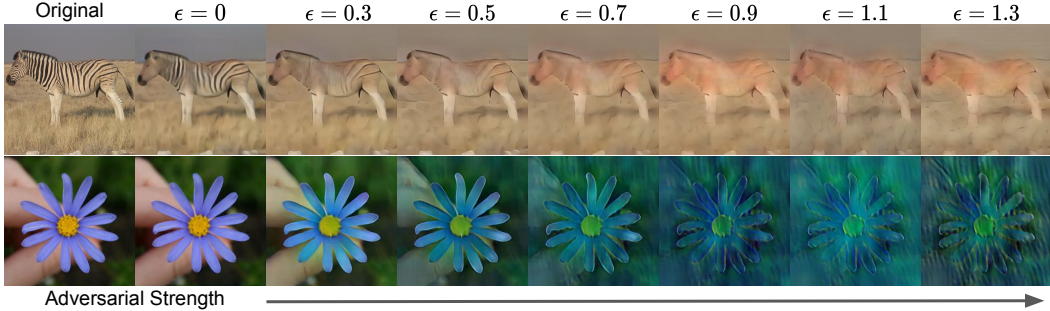 Original ϵ = 0 ϵ = 0.3 ϵ = 0.5 ϵ = 0.7 ϵ = 0.9 ϵ = 1.1 ϵ = 1.3
Adversarial Strength